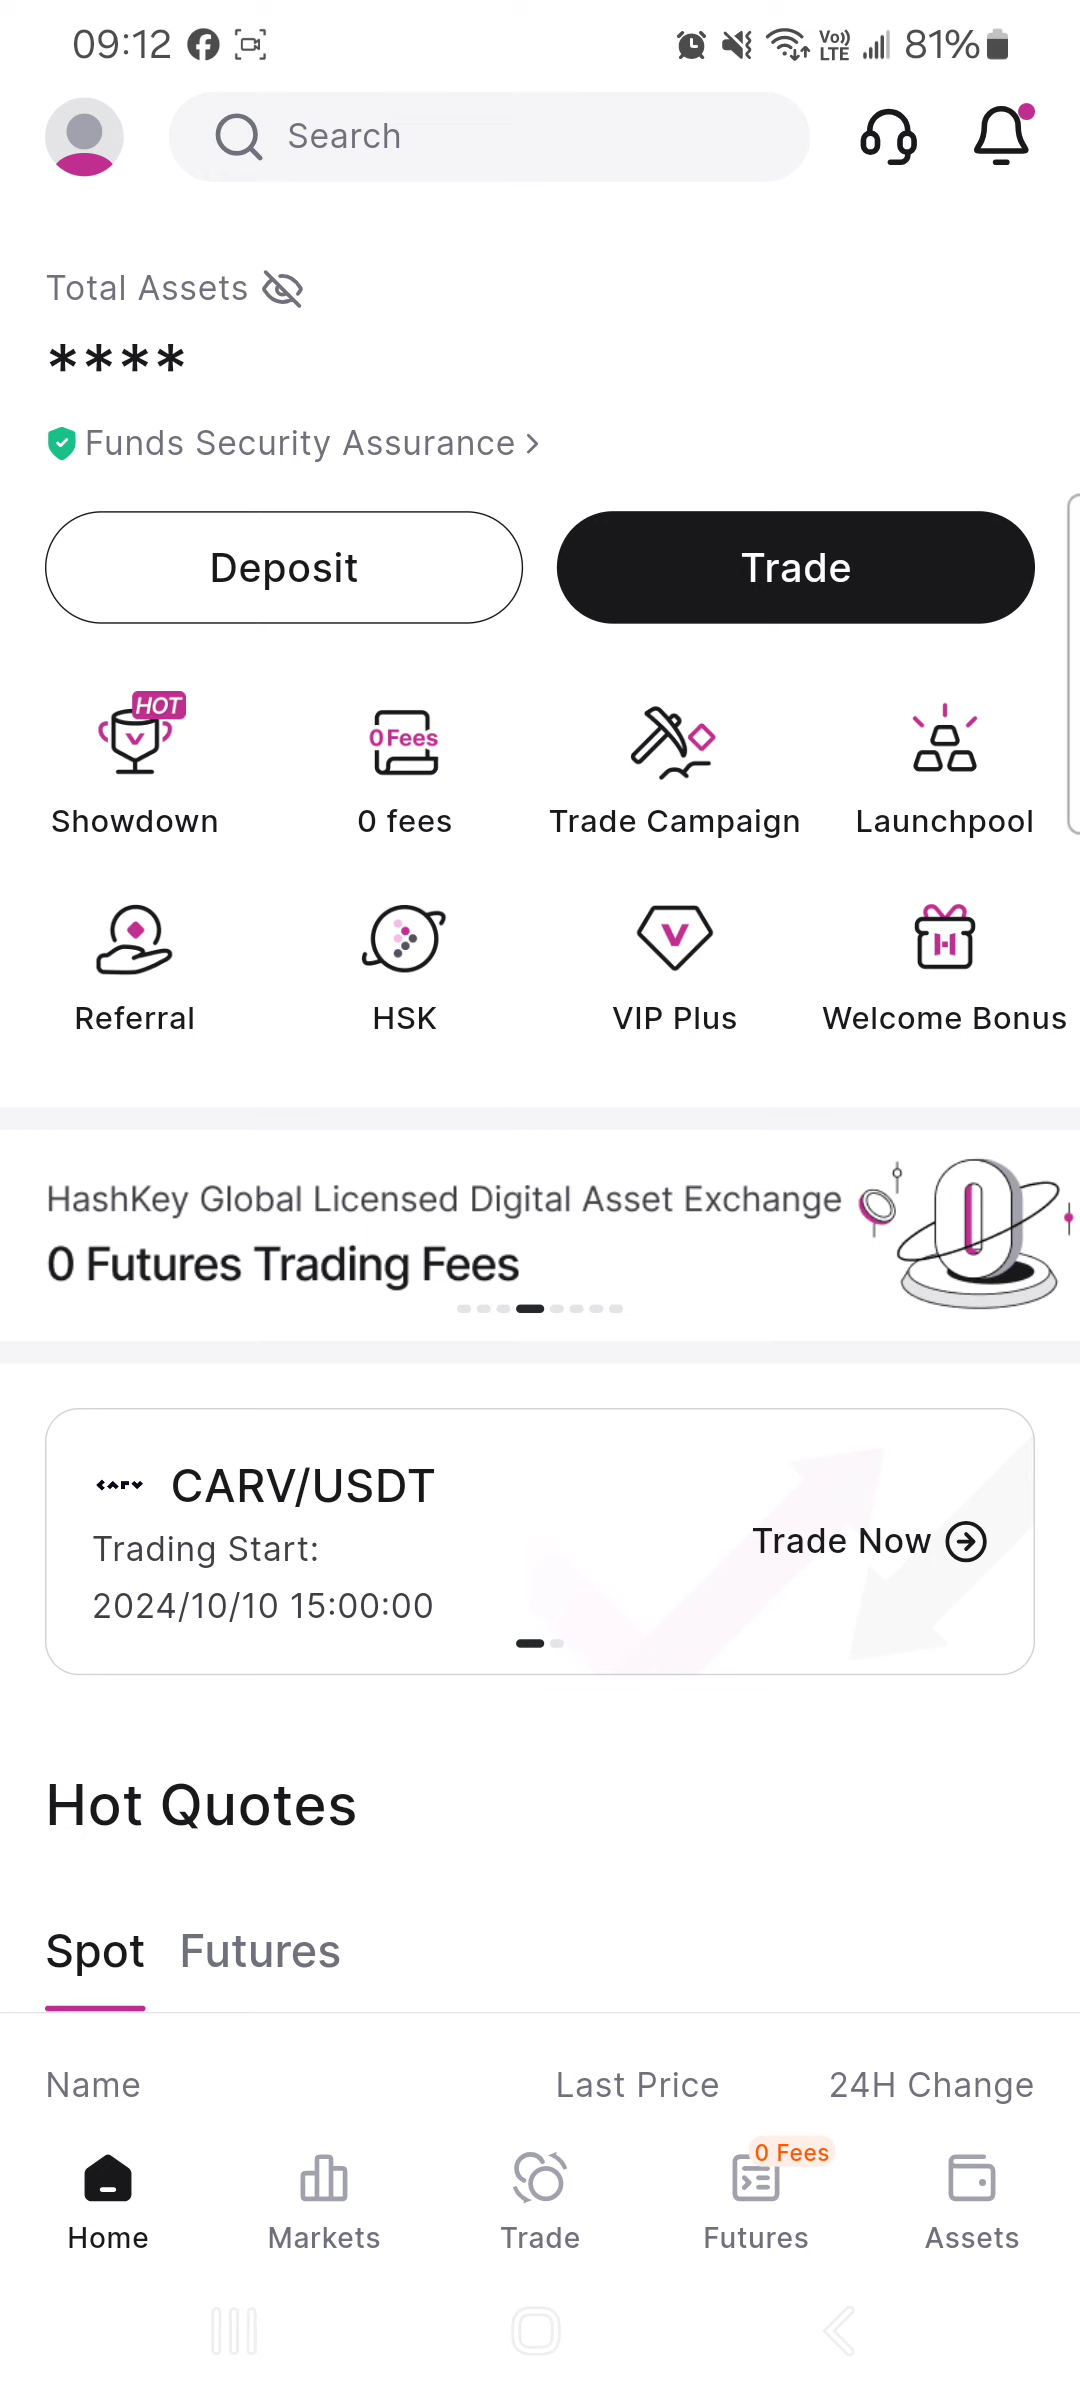 09:12
Vo)) LTE
81%
Search
Total Assets
****
Funds Security Assurance
Deposit
Trade
HOT
0 Fees
Showdown
0 fees
Trade Campaign
Launchpool
Referral
HSK
VIP Plus
Welcome Bonus
HashKey Global Licensed Digital Asset Exchange
0 Futures Trading Fees
CARV/USDT
Trading Start:
2024/10/10 15:00:00
Trade Now
Hot Quotes
Spot
Futures
Name
Last Price
24H Change
0 Fees
Home
Markets
Trade
Futures
Assets